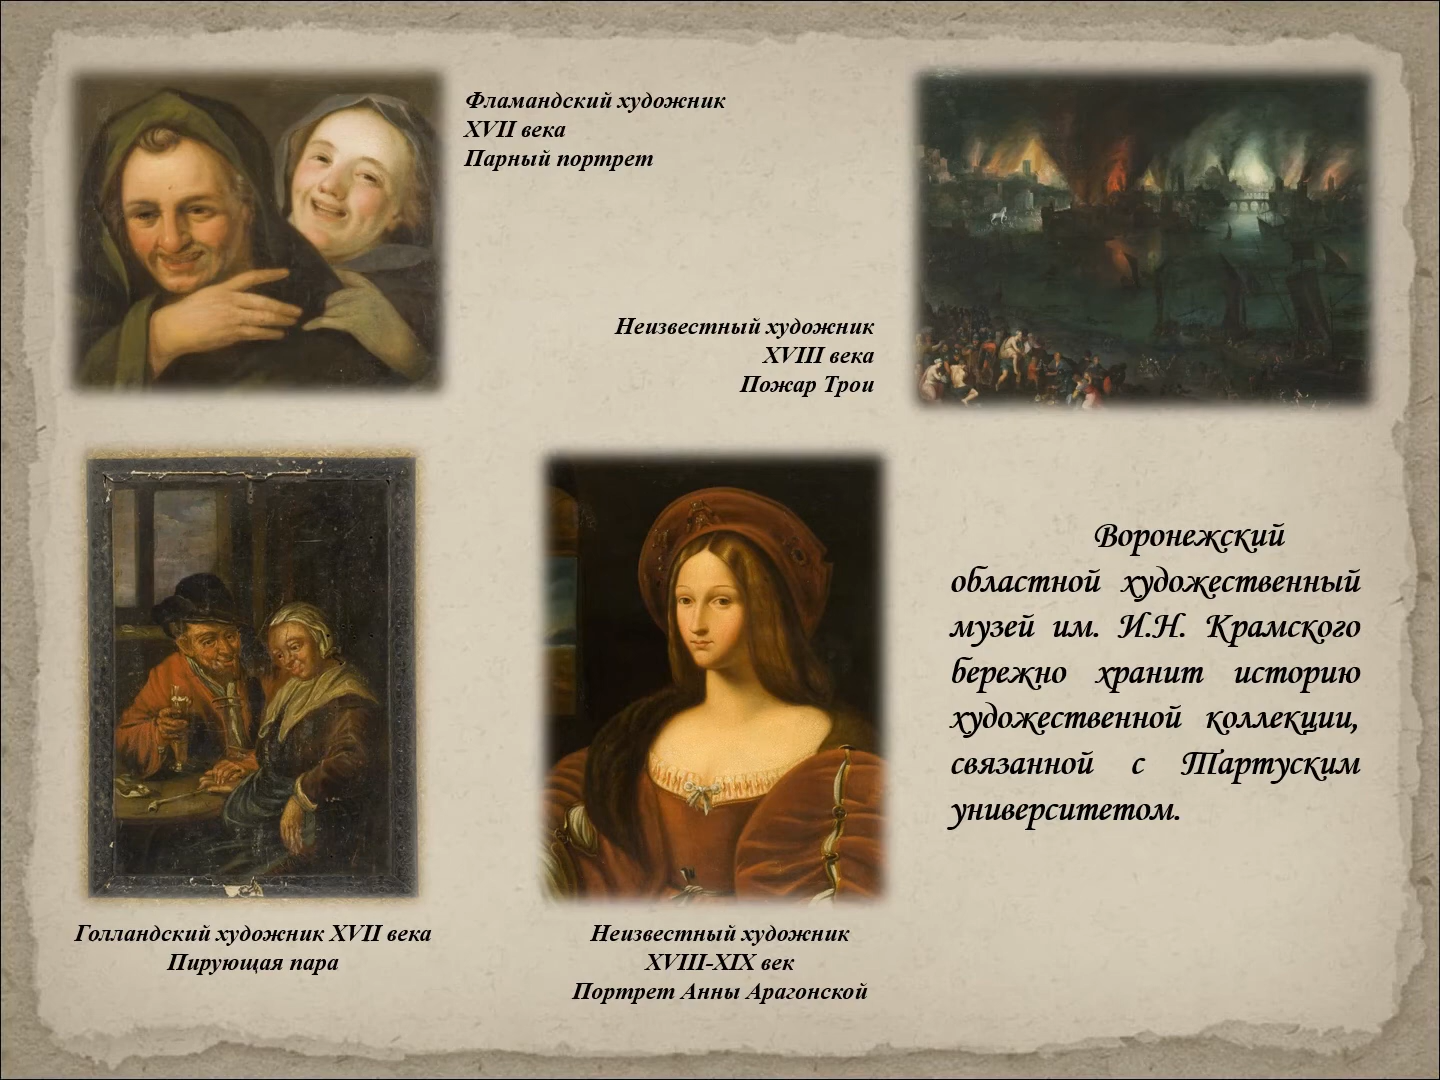 Фламандский художник
XVII века
Парный портрет
Неизвестный художник
XVIII века
Пожар Трои
Воронежский
областной художественный
музей им. И.Н. Крамского
бережно хранит историю
художественной коллекции,
связанной с Тартуским
университетом.
Голландский художник XVII века
Пирующая пара
Неизвестный художник
XVIII-XIX век
Портрет Анны Арагонской